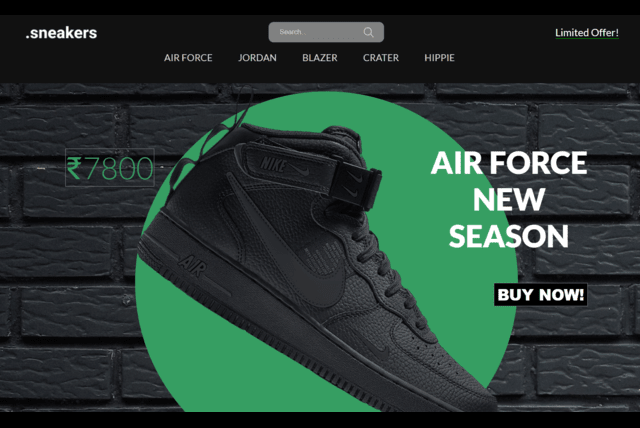 .sneakers
Search
Limited Offer!
AIR FORCE JORDAN BLAZER CRATER HIPPIE
₹7800
NIKE
AIR
AIR FORCE
NEW
SEASON
BUY NOW!